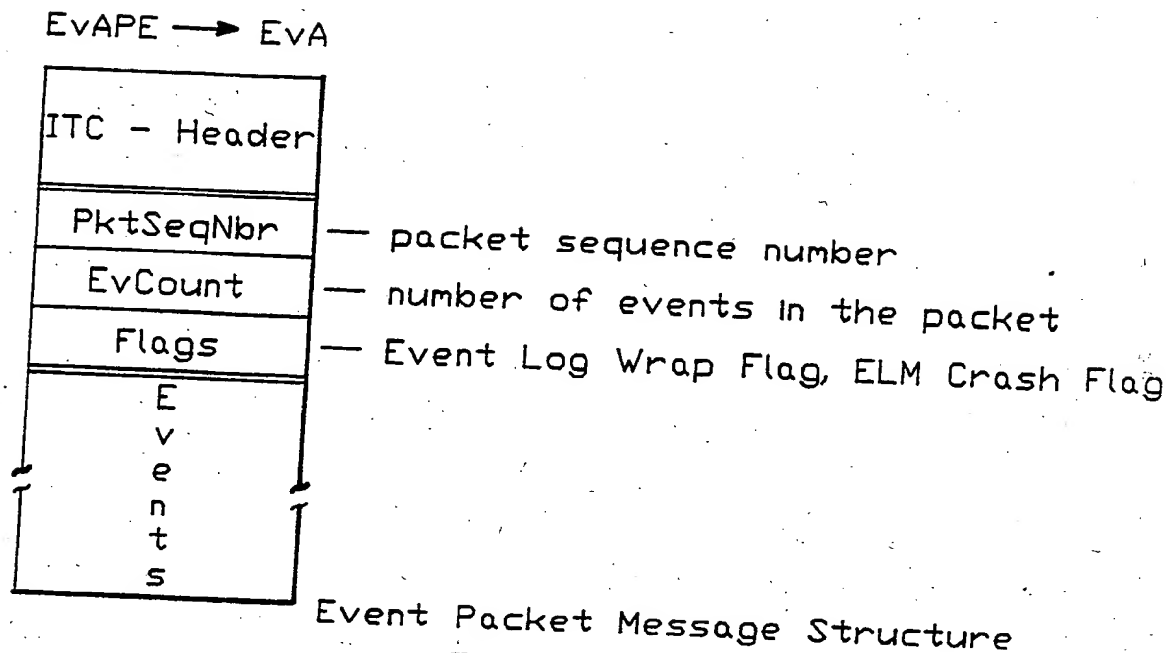 EvAPE → EvA
ITC - Header
PktSeqNbr — packet sequence number
EvCount — number of events in the packet
Flags — Event Log Wrap Flag, ELM Crash Flag
E
v
e
n
t
s
Event Packet Message Structure